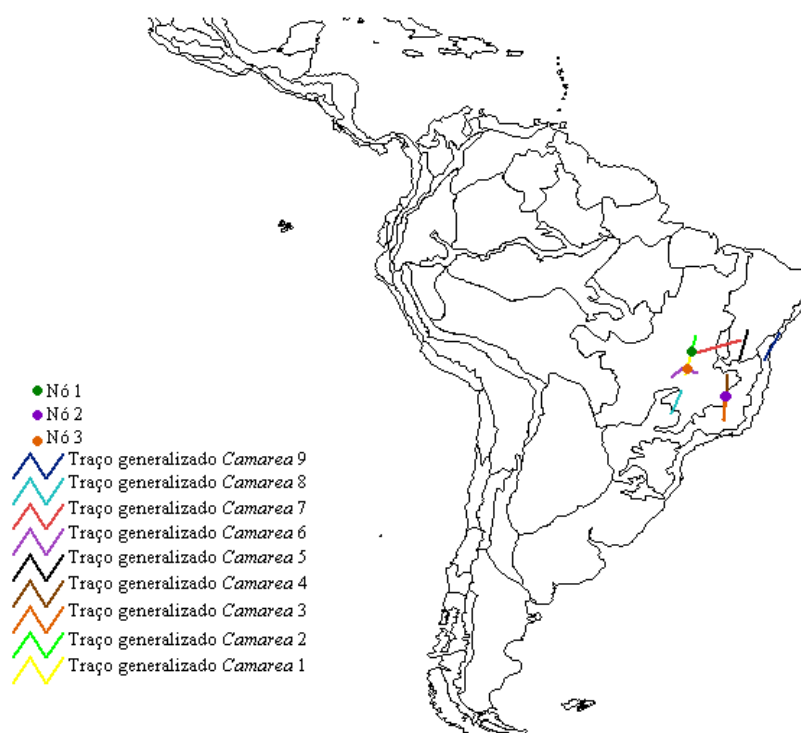 Nó 1
Nó 2
Nó 3
Traço generalizado Camarea 9
Traço generalizado Camarea 8
Traço generalizado Camarea 7
Traço generalizado Camarea 6
Traço generalizado Camarea 5
Traço generalizado Camarea 4
Traço generalizado Camarea 3
Traço generalizado Camarea 2
Traço generalizado Camarea 1